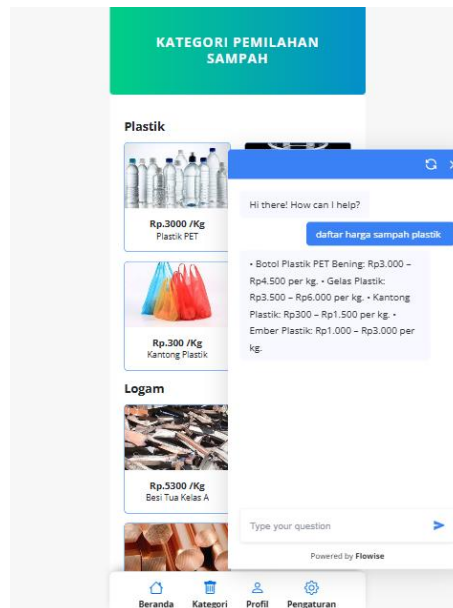 KATEGORI PEMILAHAN
SAMPAH
Plastik
Rp.3000 /Kg
Plastik PET
Rp.300 /Kg
Kantong Plastik
Logam
Rp.5300 /Kg
Besi Tua Kelas A
Hi there! How can I help?
daftar harga sampah plastik
• Botol Plastik PET Bening: Rp3.000 –
Rp4.500 per kg. • Gelas Plastik:
Rp3.500 – Rp6.000 per kg. • Kantong
Plastik: Rp300 – Rp1.500 per kg. •
Ember Plastik: Rp1.000 – Rp3.000 per
kg.
Type your question
Powered by Flowise
Beranda Kategori Profil Pengaturan